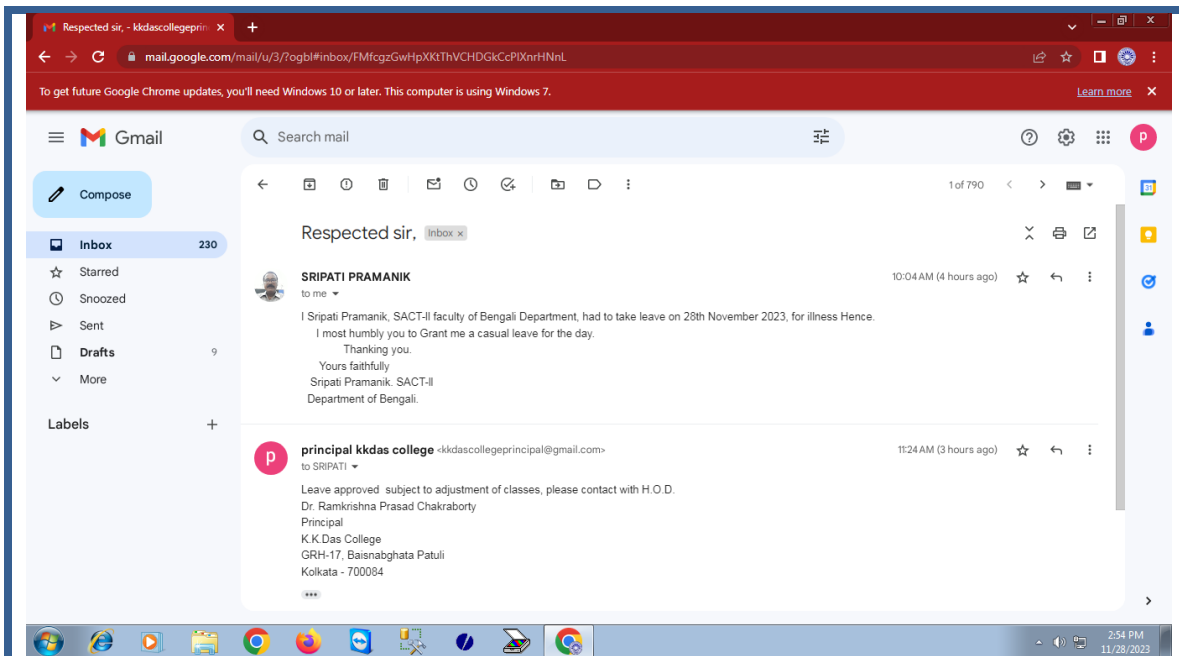 Respected sir, - kkdascollegeprin
mail.google.com/mail/u/3/?ogbl#inbox/FMfcgzGwHpXKtThVCHDGkCcPlXnrHNnL
To get future Google Chrome updates, you'll need Windows 10 or later. This computer is using Windows 7. Learn more
Gmail
Search mail
P
Compose
1 of 790
31
Inbox 230
Starred
Snoozed
Sent
Drafts 9
More
Labels
Respected sir, Inbox ×
SRIPATI PRAMANIK 10:04 AM (4 hours ago)
to me
I Sripati Pramanik, SACT-II faculty of Bengali Department, had to take leave on 28th November 2023, for illness Hence.
I most humbly you to Grant me a casual leave for the day.
Thanking you.
Yours faithfully
Sripati Pramanik. SACT-II
Department of Bengali.
P
principal kkdas college <kkdascollegeprincipal@gmail.com> 11:24 AM (3 hours ago)
to SRIPATI
Leave approved subject to adjustment of classes, please contact with H.O.D.
Dr. Ramkrishna Prasad Chakraborty
Principal
K.K.Das College
GRH-17, Baisnabghata Patuli
Kolkata - 700084
2:54 PM
11/28/2023